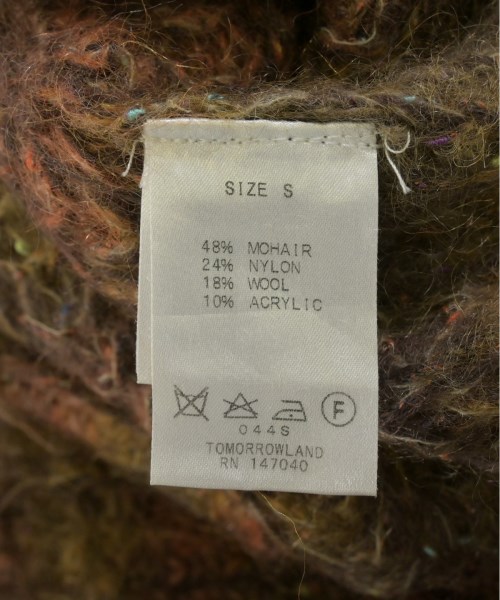 SIZE S
48% MOHAIR
24% NYLON
18% WOOL
10% ACRYLIC
F
044S
TOMORROWLAND
RN 147040